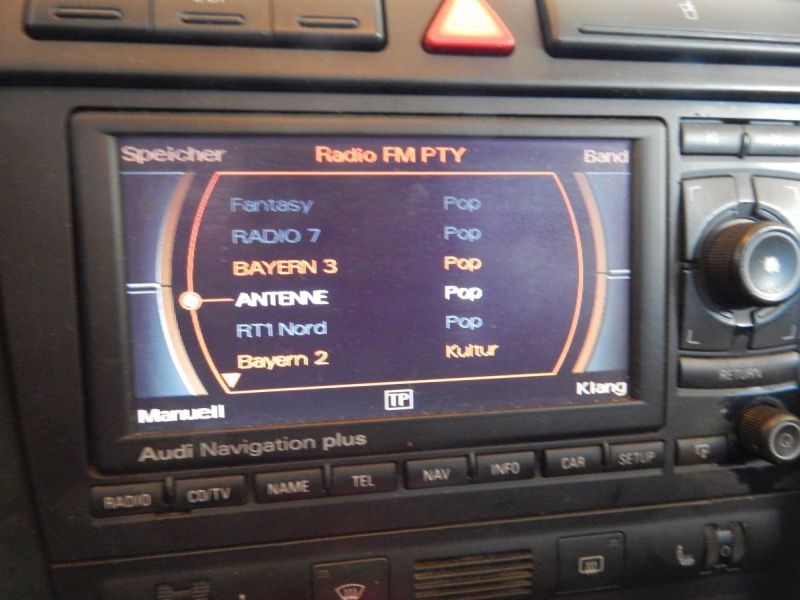 Speicher Radio FM PTY Band
Fantasy Pop
RADIO 7 Pop
BAYERN 3 Pop
ANTENNE Pop
RT1 Nord Pop
Bayern 2 Kultur
Manuell TP Klang
Audi Navigation plus
RETURN
RADIO CD/TV NAME TEL NAV INFO CAR SETUP